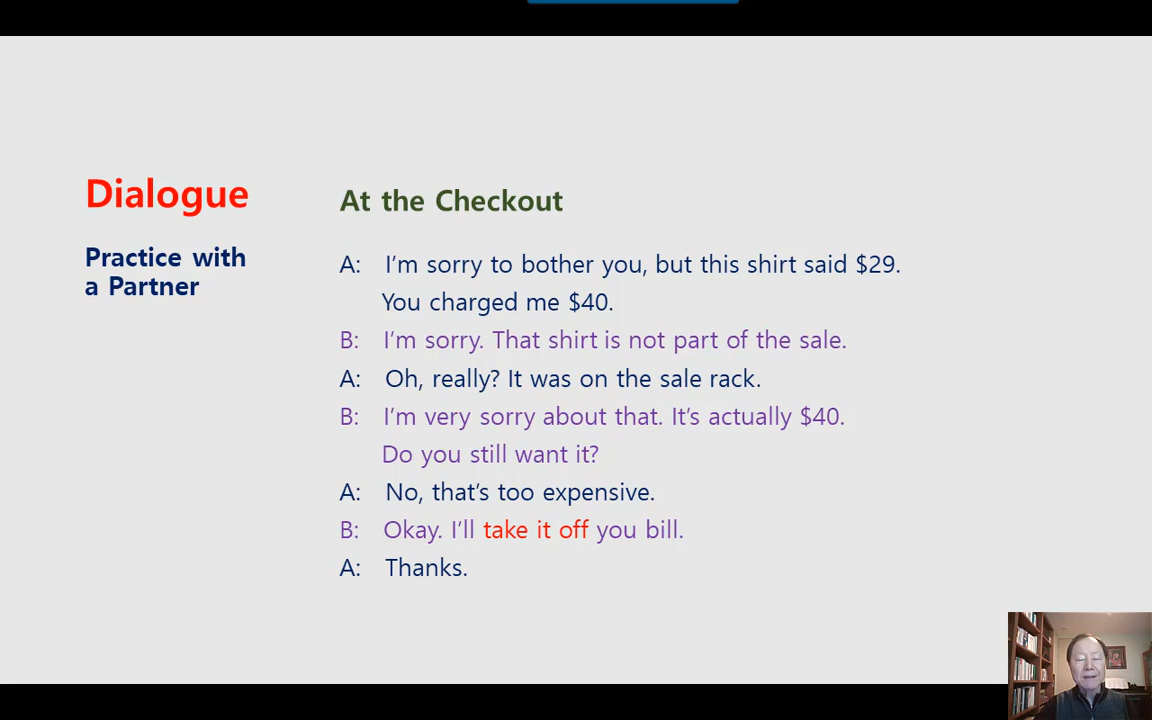 Dialogue
Practice with
a Partner
At the Checkout
A: I'm sorry to bother you, but this shirt said $29.
You charged me $40.
B: I'm sorry. That shirt is not part of the sale.
A: Oh, really? It was on the sale rack.
B: I'm very sorry about that. It's actually $40.
Do you still want it?
A: No, that's too expensive.
B: Okay. I'll take it off you bill.
A: Thanks.